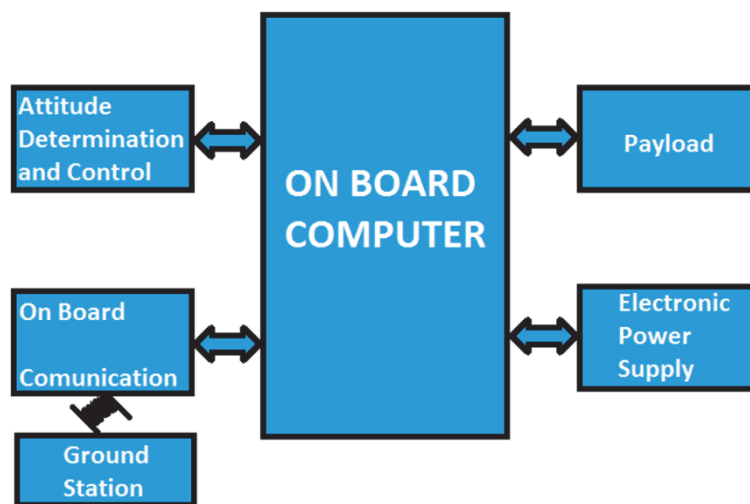 Attitude
Determination
and Control
ON BOARD
COMPUTER
Payload
On Board
Comunication
Electronic
Power
Supply
Ground
Station